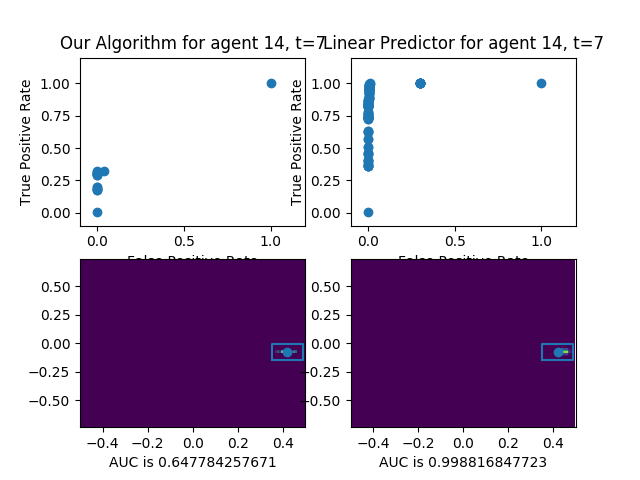 Our Algorithm for agent 14, t=7
Linear Predictor for agent 14, t=7
True Positive Rate
1.00
0.75
0.50
0.25
0.00
0.0 0.5 1.0
False Positive Rate
True Positive Rate
1.00
0.75
0.50
0.25
0.00
0.0 0.5 1.0
False Positive Rate
0.50
0.25
0.00
−0.25
−0.50
−0.4 −0.2 0.0 0.2 0.4
AUC is 0.647784257671
0.50
0.25
0.00
−0.25
−0.50
−0.4 −0.2 0.0 0.2 0.4
AUC is 0.998816847723